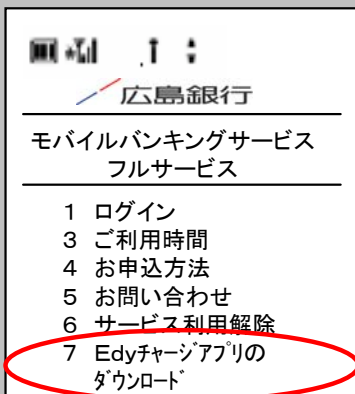 広島銀行
モバイルバンキングサービス
フルサービス
1 ログイン
3 ご利用時間
4 お申込方法
5 お問い合わせ
6 サービス利用解除
7 Edyﾁｬｰｼﾞｱﾌﾟﾘの
ﾀﾞｳﾝﾛｰﾄﾞ